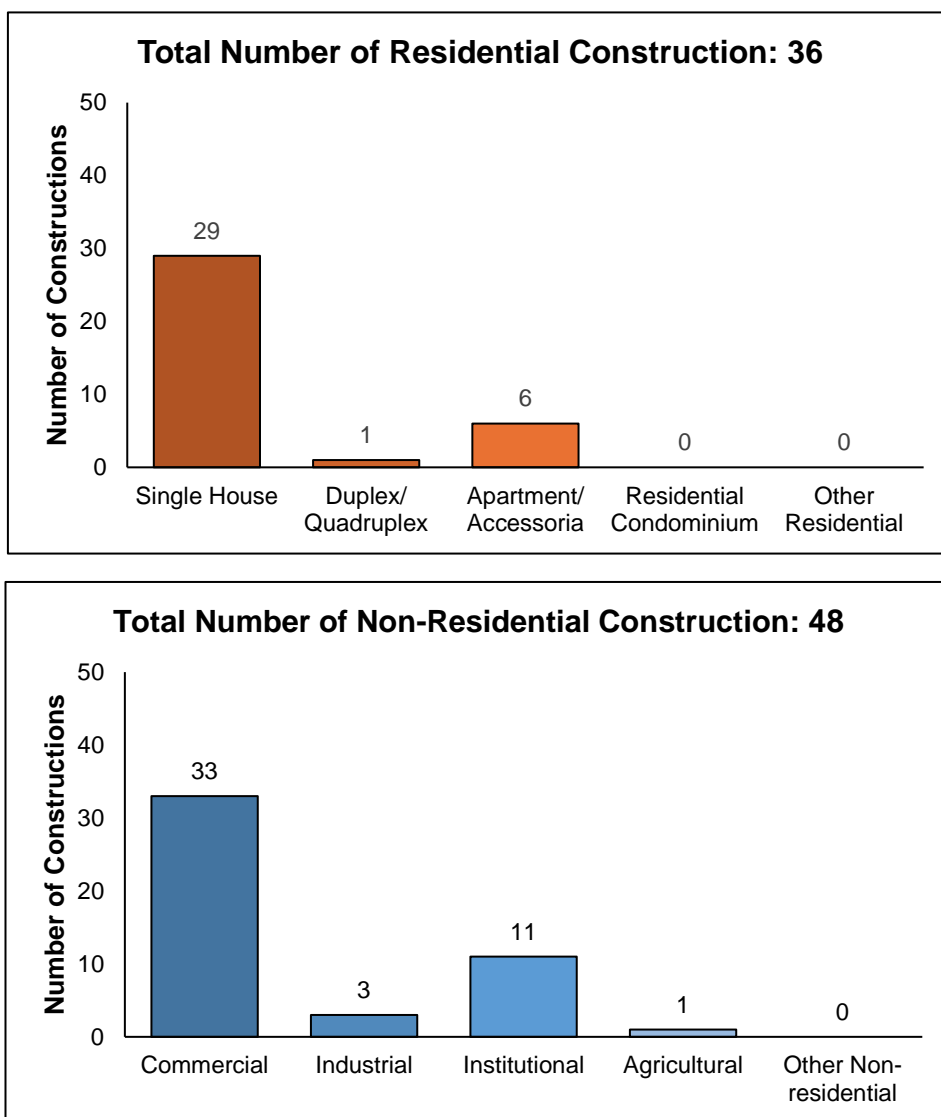 Total Number of Residential Construction: 36
Number of Constructions
50
40
30
20
10
0
29
1
6
0
0
Single House
Duplex/
Quadruplex
Apartment/
Accessoria
Residential
Condominium
Other
Residential
Total Number of Non-Residential Construction: 48
Number of Constructions
50
40
30
20
10
0
33
3
11
1
0
Commercial
Industrial
Institutional
Agricultural
Other Non-
residential